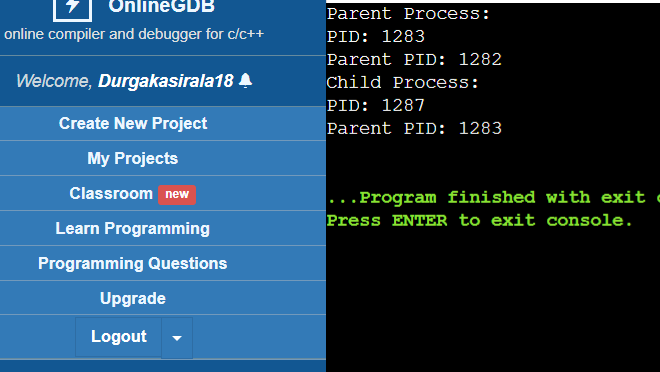 OnlineGDB
online compiler and debugger for c/c++
Welcome, Durgakasirala18
Create New Project
My Projects
Classroom new
Learn Programming
Programming Questions
Upgrade
Logout
Parent Process:
PID: 1283
Parent PID: 1282
Child Process:
PID: 1287
Parent PID: 1283
...Program finished with exit
Press ENTER to exit console.